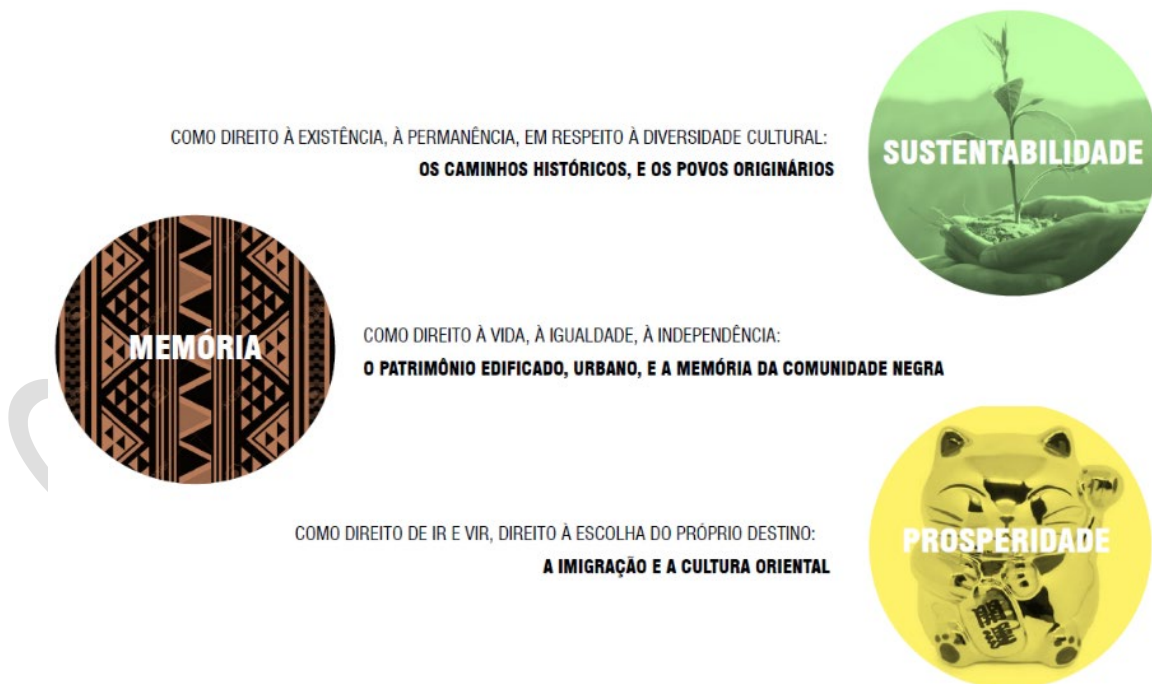 COMO DIREITO À EXISTÊNCIA, À PERMANÊNCIA, EM RESPEITO À DIVERSIDADE CULTURAL:
OS CAMINHOS HISTÓRICOS, E OS POVOS ORIGINÁRIOS
SUSTENTABILIDADE
MEMÓRIA
COMO DIREITO À VIDA, À IGUALDADE, À INDEPENDÊNCIA:
O PATRIMÔNIO EDIFICADO, URBANO, E A MEMÓRIA DA COMUNIDADE NEGRA
COMO DIREITO DE IR E VIR, DIREITO À ESCOLHA DO PRÓPRIO DESTINO:
A IMIGRAÇÃO E A CULTURA ORIENTAL
PROSPERIDADE